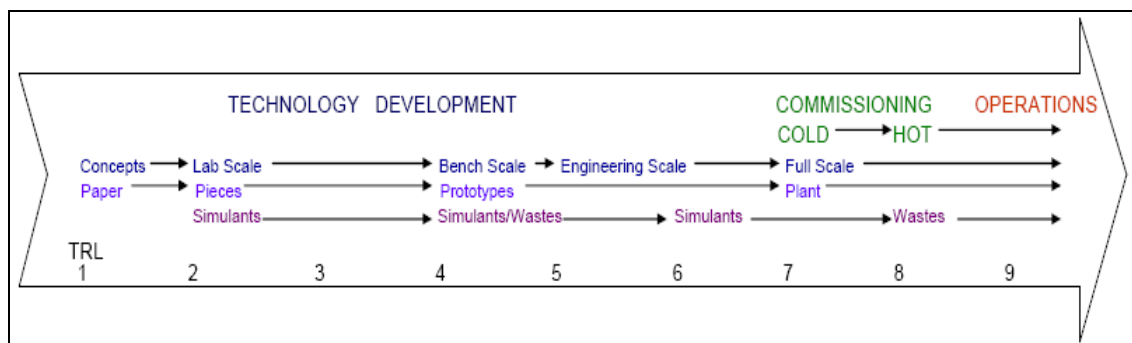 TECHNOLOGY DEVELOPMENT COMMISSIONING OPERATIONS
COLD HOT
Concepts Lab Scale Bench Scale Engineering Scale Full Scale
Paper Pieces Prototypes Plant
Simulants Simulants/Wastes Simulants Wastes
TRL
1 2 3 4 5 6 7 8 9